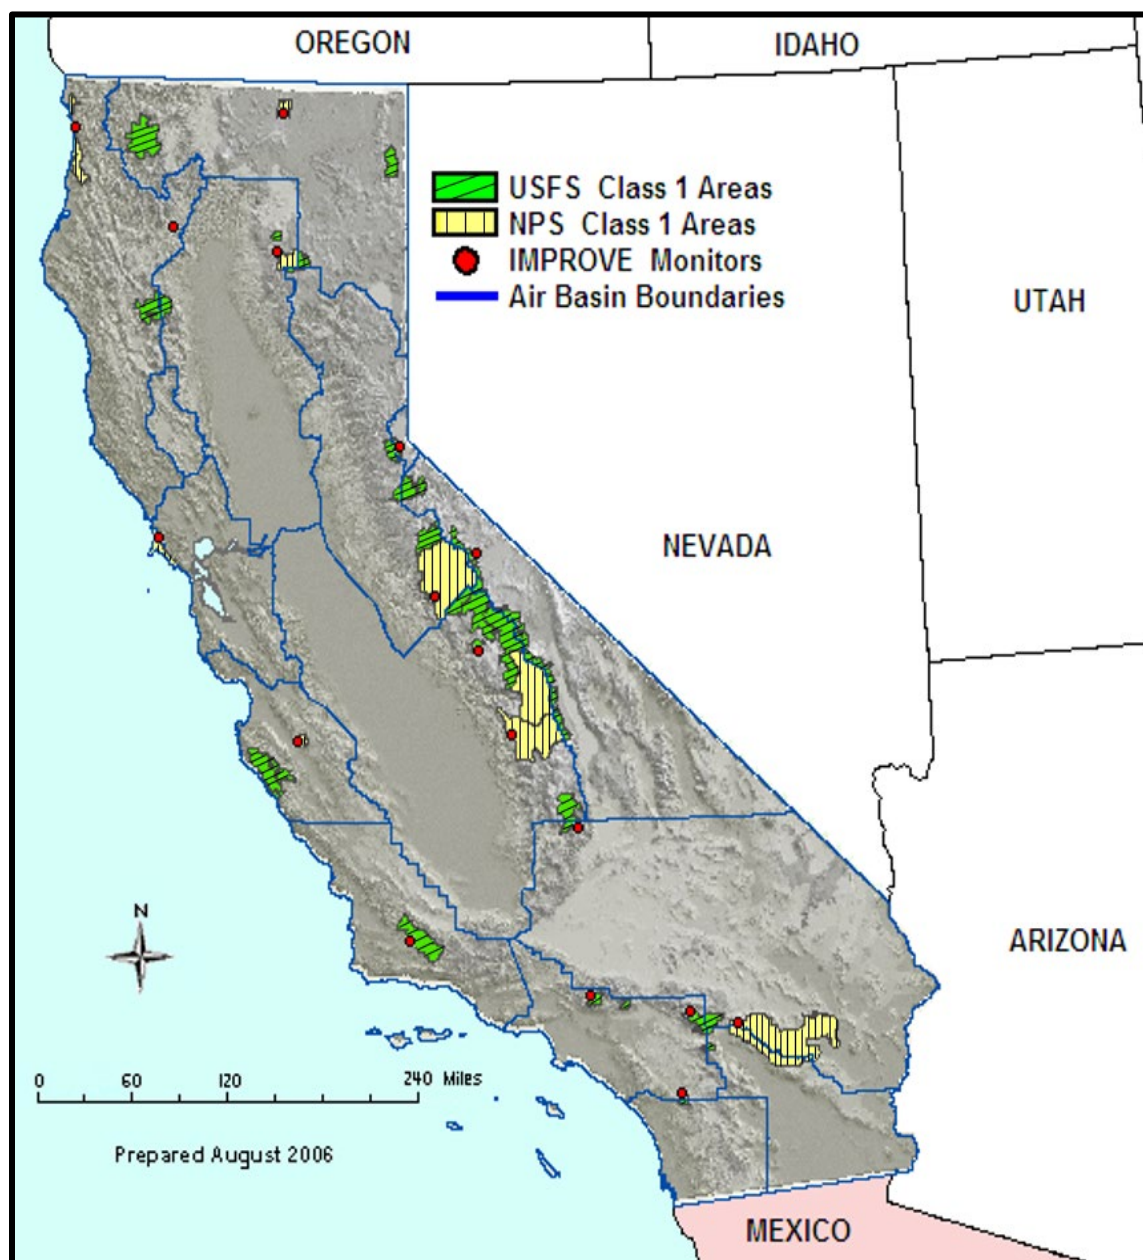 OREGON
IDAHO
USFS Class 1 Areas
NPS Class 1 Areas
IMPROVE Monitors
Air Basin Boundaries
UTAH
NEVADA
ARIZONA
N
0 60 120 240 Miles
Prepared August 2006
MEXICO